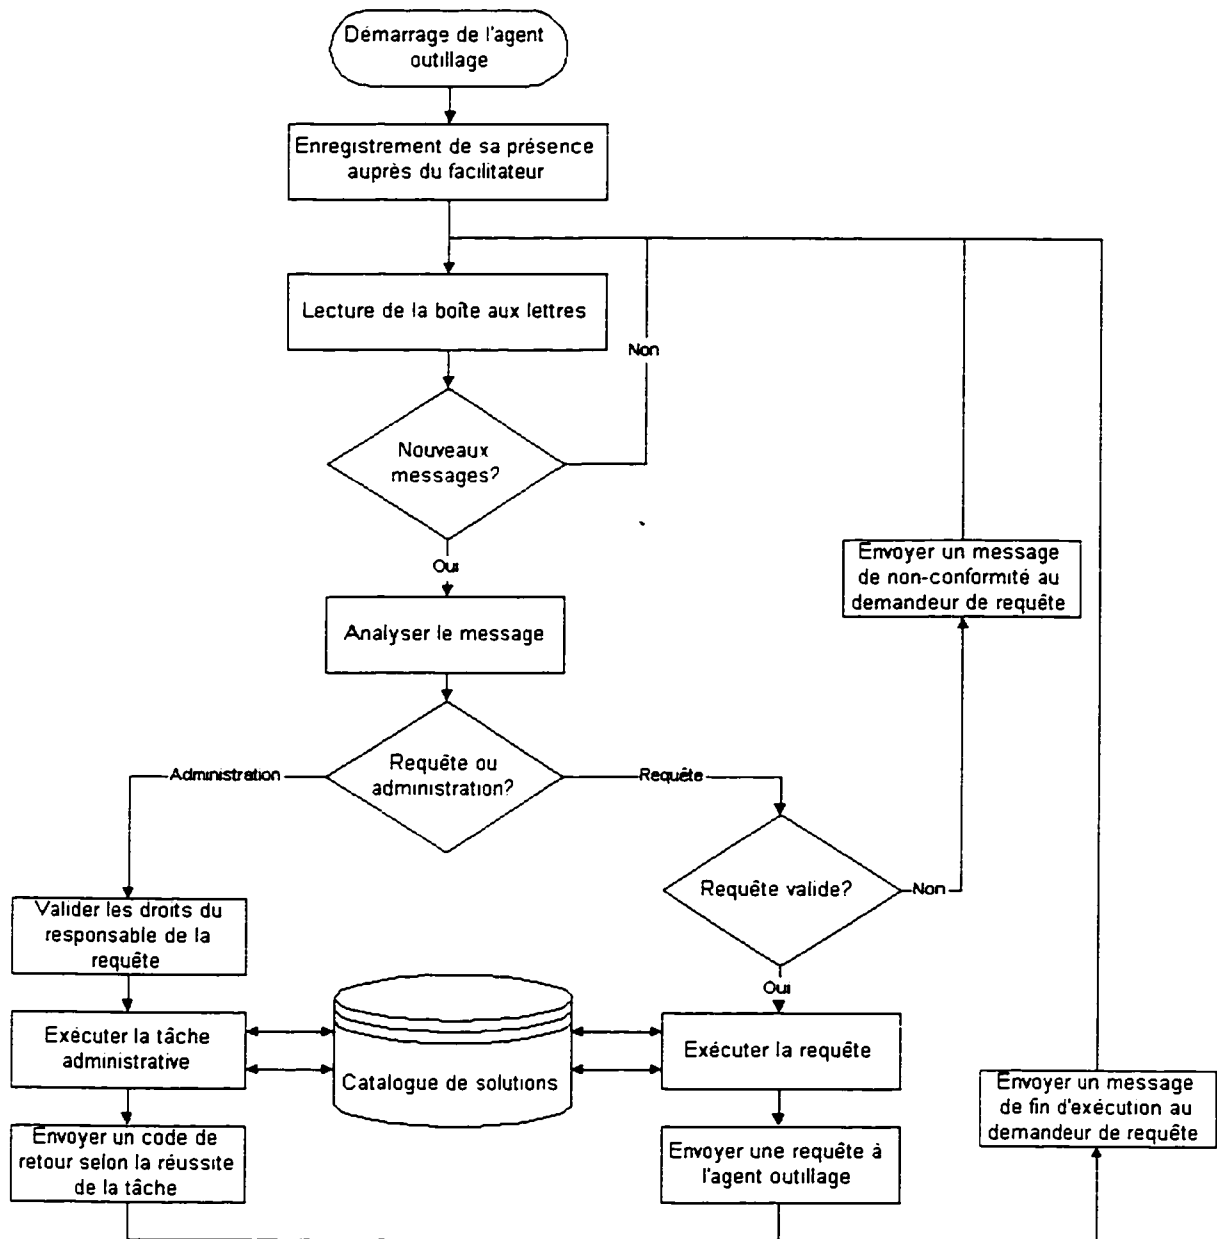 Démarrage de l'agent
outillage
Enregistrement de sa présence
auprès du facilitateur
Lecture de la boîte aux lettres
Non
Nouveaux
messages?
Oui
Envoyer un message
de non-conformité au
demandeur de requête
Analyser le message
Requête ou
administration?
Administration
Requête
Requête valide?
Non
Valider les droits du
responsable de la
requête
Oui
Exécuter la tâche
administrative
Catalogue de solutions
Exécuter la requête
Envoyer un message
de fin d'exécution au
demandeur de requête
Envoyer un code de
retour selon la réussite
de la tâche
Envoyer une requête à
l'agent outillage